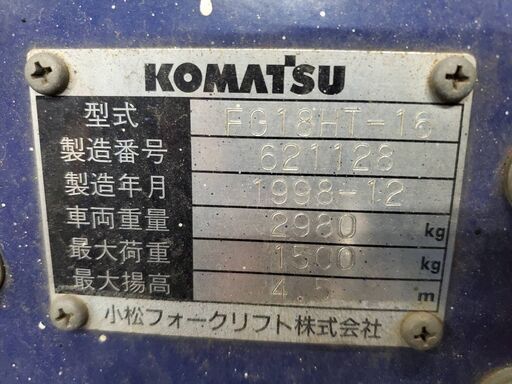 KOMATSU
型式 FG18HT-16
製造番号 621128
製造年月 1998-12
車両重量 2980 kg
最大荷重 1500 kg
最大揚高 4.5 m
小松フォークリフト株式会社